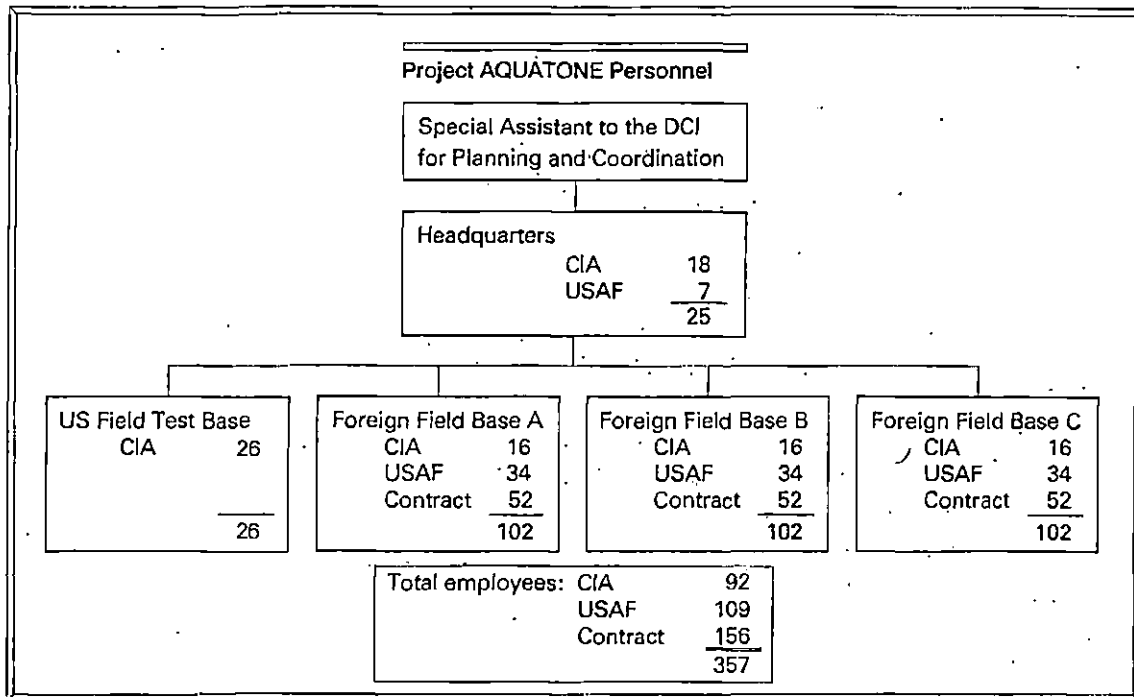 Project AQUATONE Personnel
Special Assistant to the DCI
for Planning and Coordination
Headquarters
CIA 18
USAF 7
25
US Field Test Base
CIA 26
26
Foreign Field Base A
CIA 16
USAF 34
Contract 52
102
Foreign Field Base B
CIA 16
USAF 34
Contract 52
102
Foreign Field Base C
CIA 16
USAF 34
Contract 52
102
Total employees: CIA 92
USAF 109
Contract 156
357